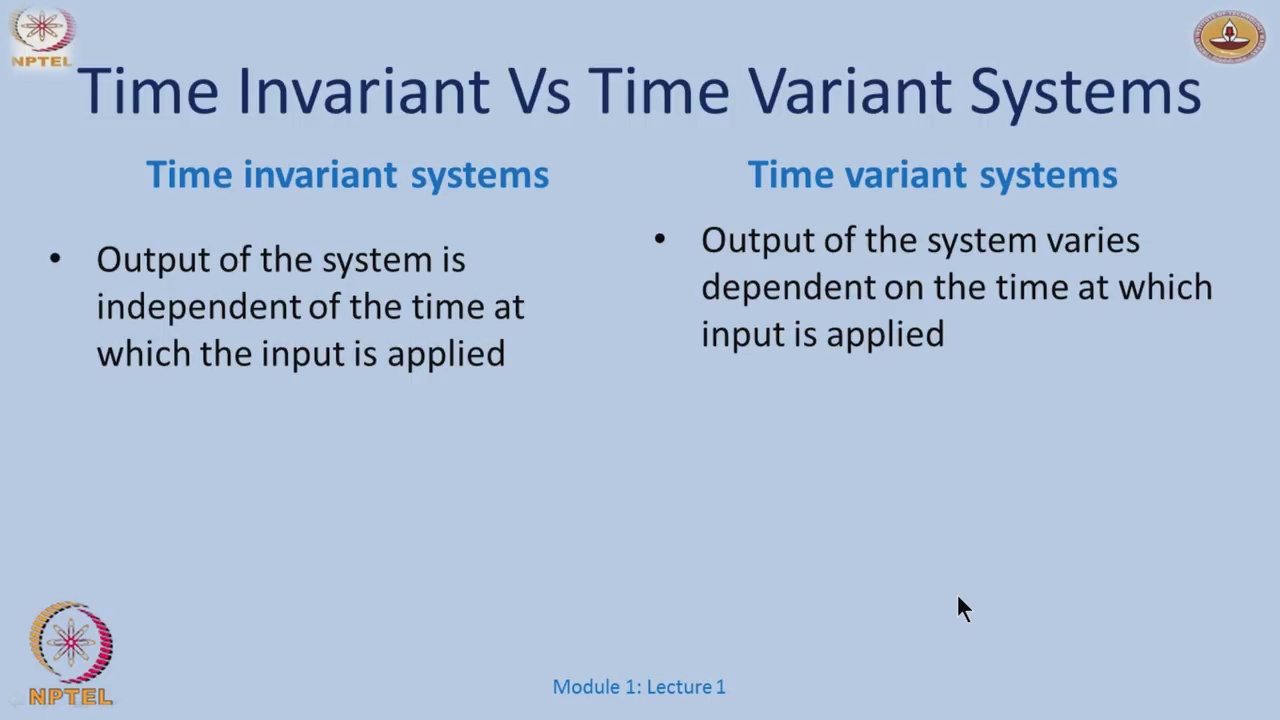 NPTEL
Time Invariant Vs Time Variant Systems
Time invariant systems
• Output of the system is
independent of the time at
which the input is applied
Time variant systems
• Output of the system varies
dependent on the time at which
input is applied
NPTEL
Module 1: Lecture 1